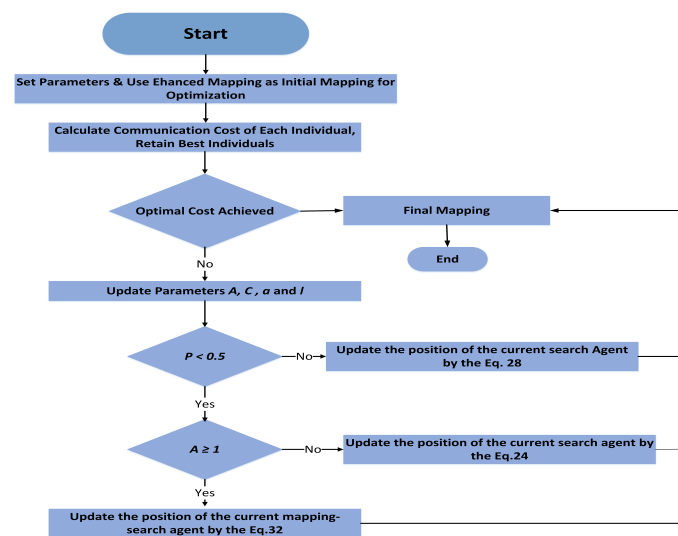 Start
Set Parameters & Use Ehanced Mapping as Initial Mapping for
Optimization
Calculate Communication Cost of Each Individual,
Retain Best Individuals
Optimal Cost Achieved
Final Mapping
End
No
Update Parameters A, C , a and l
P < 0.5
No
Update the position of the current search Agent
by the Eq. 28
Yes
A ≥ 1
No
Update the position of the current search agent by
the Eq.24
Yes
Update the position of the current mapping-
search agent by the Eq.32